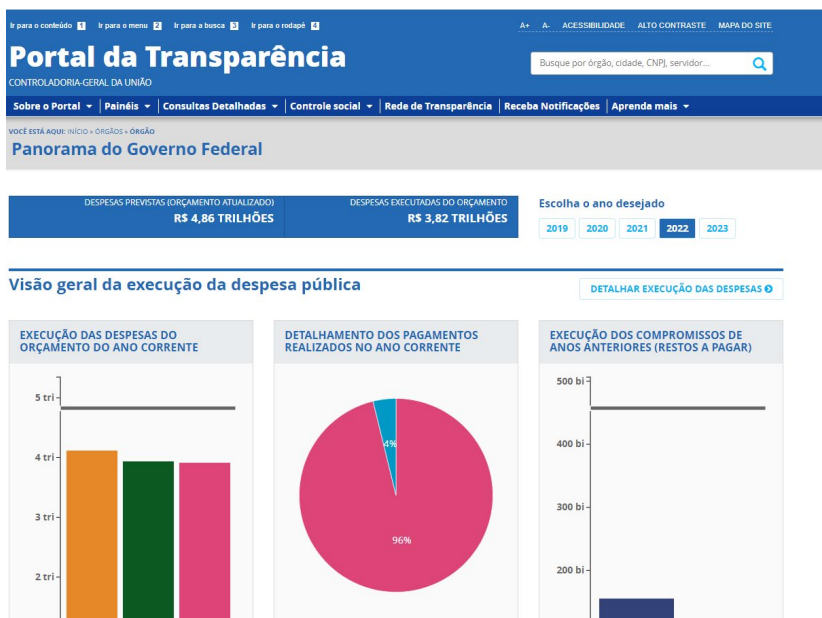 Ir para o conteúdo 1 Ir para o menu 2 Ir para a busca 3 Ir para o rodapé 4
A+ A- ACESSIBILIDADE ALTO CONTRASTE MAPA DO SITE
Portal da Transparência
CONTROLADORIA-GERAL DA UNIÃO
Busque por órgão, cidade, CNPJ, servidor...
Sobre o Portal Painéis Consultas Detalhadas Controle social Rede de Transparência Receba Notificações Aprenda mais
VOCÊ ESTÁ AQUI: INÍCIO » ÓRGÃOS » ÓRGÃO
Panorama do Governo Federal
DESPESAS PREVISTAS (ORÇAMENTO ATUALIZADO)
R$ 4,86 TRILHÕES
DESPESAS EXECUTADAS DO ORÇAMENTO
R$ 3,82 TRILHÕES
Escolha o ano desejado
2019 2020 2021 2022 2023
Visão geral da execução da despesa pública
DETALHAR EXECUÇÃO DAS DESPESAS
EXECUÇÃO DAS DESPESAS DO
ORÇAMENTO DO ANO CORRENTE
5 tri
4 tri
3 tri
2 tri
DETALHAMENTO DOS PAGAMENTOS
REALIZADOS NO ANO CORRENTE
4%
96%
EXECUÇÃO DOS COMPROMISSOS DE
ANOS ANTERIORES (RESTOS A PAGAR)
500 bi
400 bi
300 bi
200 bi